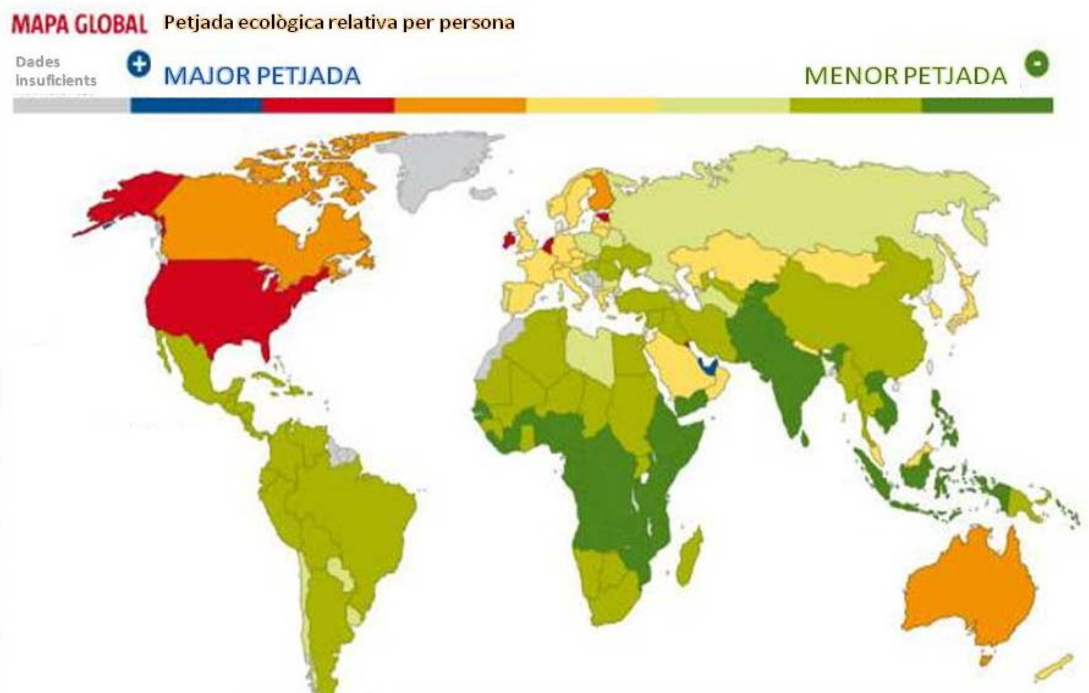 MAPA GLOBAL Petjada ecològica relativa per persona
Dades
insuficients
+ MAJOR PETJADA
MENOR PETJADA -